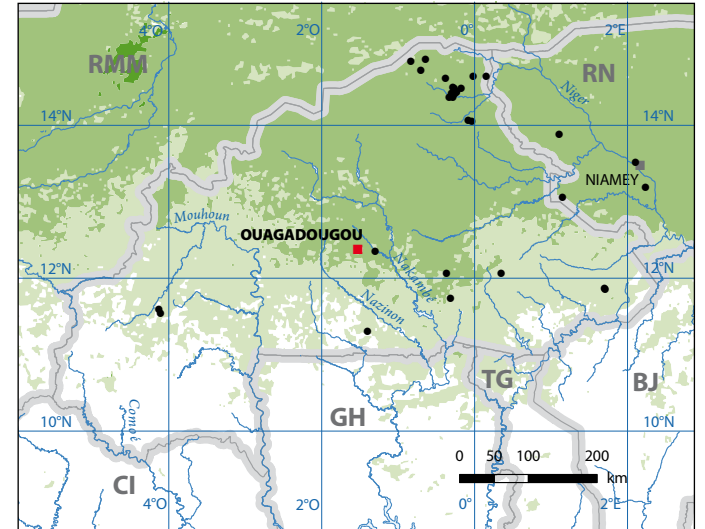 4°O 2°O 0° 2°E
RMM
RN
Niger
14°N 14°N
NIAMEY
Mouhoun
OUAGADOUGOU
Nakambe
12°N 12°N
Nazinon
TG
BJ
GH
Comoé
10°N 10°N
0 50 100 200
km
CI
4°O 2°O 0° 2°E